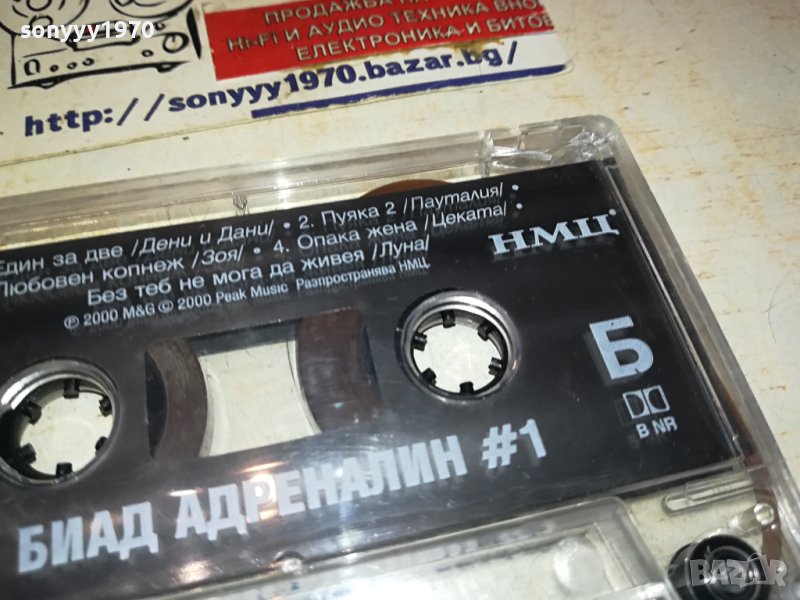 sonyyy1970
ПРОДАЖБА НА
HI-FI И АУДИО ТЕХНИКА ВНОС
ЕЛЕКТРОНИКА И БИТОВ
http://sonyyy1970.bazar.bg/
Един за две /Дени и Дани/ • 2. Пуяка 2 /Пауталия/ •
Любовен копнеж /Зоя/ • 4. Опака жена /Цеката/ •
Без теб не мога да живея /Луна/
℗ 2000 M&G © 2000 Peak Music Разпространява НМЦ
НМЦ®
Б
B NR
БИАД АДРЕНАЛИН #1
BAZAR